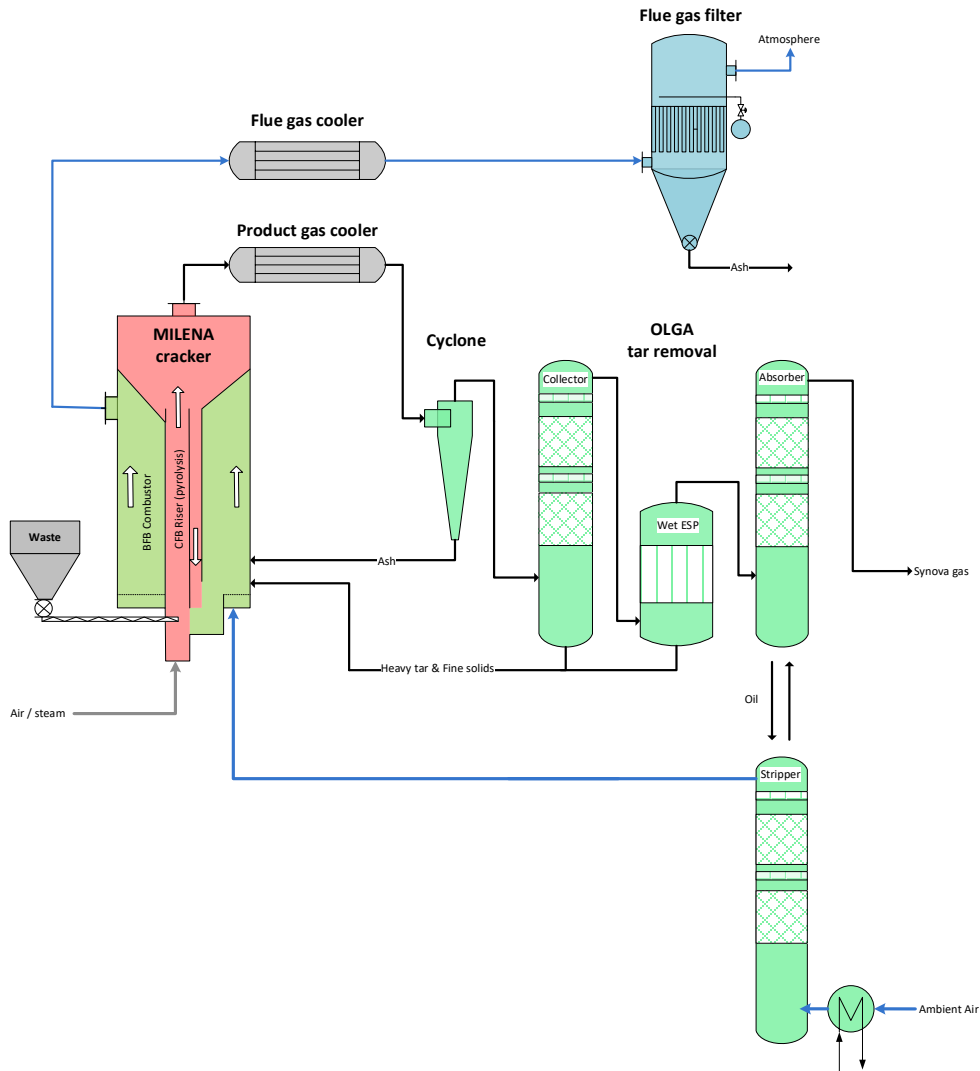 Flue gas filter
Atmosphere
Flue gas cooler
Product gas cooler
Ash
MILENA
cracker
Cyclone
OLGA
tar removal
Collector
Absorber
BFB Combustor
CFB Riser (pyrolysis)
Wet ESP
Waste
Ash
Synova gas
Heavy tar & Fine solids
Air / steam
Oil
Stripper
Ambient Air